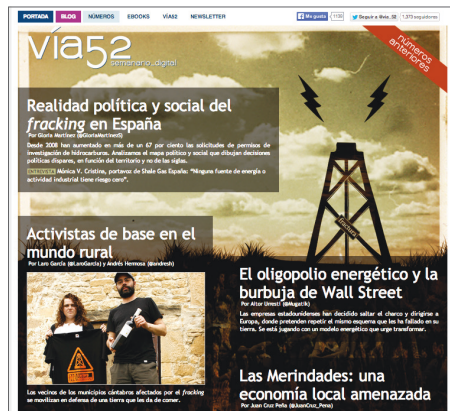 PORTADA BLOG NÚMEROS EBOOKS VÍA52 NEWSLETTER
Me gusta 1109 Seguir a @via_52 1,373 seguidores
vía52
semanario_digital
números
anteriores
Realidad política y social del
fracking en España
Por Gloria Martínez (@GloriaMartinezS)
Desde 2008 han aumentado en más de un 67 por ciento las solicitudes de permisos de
investigación de hidrocarburos. Analizamos el mapa político y social que dibujan decisiones
políticas dispares, en función del territorio y no de las siglas.
ENTREVISTA Mónica V. Cristina, portavoz de Shale Gas España: "Ninguna fuente de energía o
actividad industrial tiene riesgo cero".
Activistas de base en el
mundo rural
Por Laro García (@LaroGarcia) y Andrés Hermosa (@andresh)
Los vecinos de los municipios cántabros afectados por el fracking
se movilizan en defensa de una tierra que les da de comer.
fractura
El oligopolio energético y la
burbuja de Wall Street
Por Aitor Urresti (@Mugatik)
Las empresas estadounidenses han decidido saltar el charco y dirigirse a
Europa, donde pretenden repetir el mismo esquema que les ha fallado en su
tierra. Se está jugando con un modelo energético que urge transformar.
Las Merindades: una
economía local amenazada
Por Juan Cruz Peña (@JuanCruz_Pena)